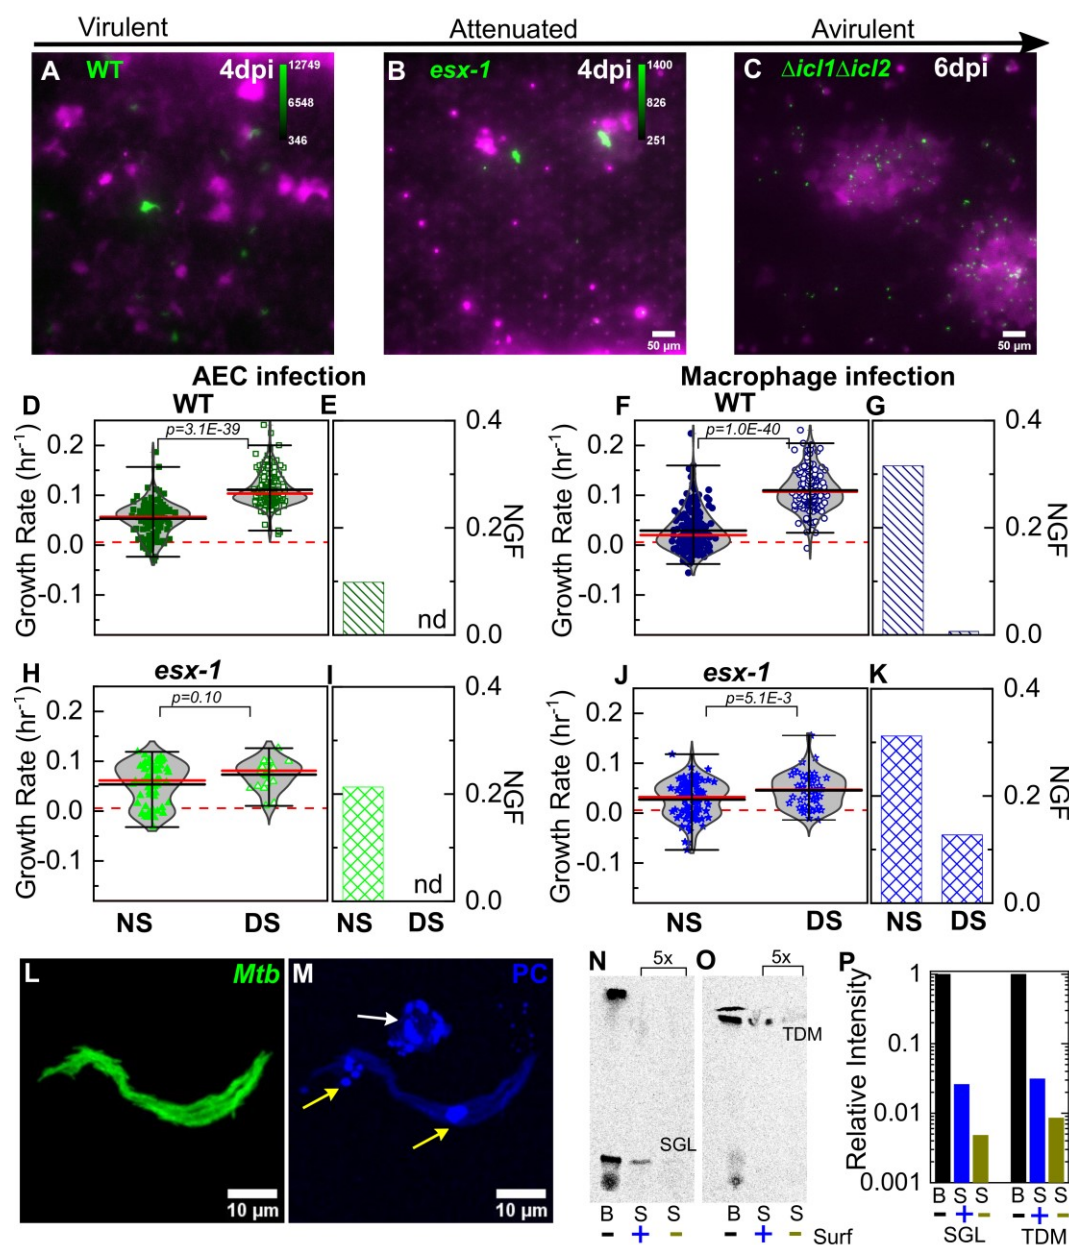 Virulent Attenuated Avirulent
A WT 4dpi 12749 6548 346
B esx-1 4dpi 1400 826 251
C Δicl1Δicl2 6dpi
50 µm 50 µm
AEC infection Macrophage infection
D WT E F WT G
p=3.1E-39 p=1.0E-40
Growth Rate (hr-1) 0.2 0.1 0.0 -0.1
nd
0.4 0.2 0.0 NGF
Growth Rate (hr-1) 0.2 0.1 0.0 -0.1
0.4 0.2 0.0 NGF
H esx-1 I J esx-1 K
p=0.10 p=5.1E-3
Growth Rate (hr-1) 0.2 0.1 0.0 -0.1
nd
0.4 0.2 0.0 NGF
Growth Rate (hr-1) 0.2 0.1 0.0 -0.1
0.4 0.2 0.0 NGF
NS DS NS DS NS DS NS DS
L Mtb
10 µm
M PC
10 µm
N 5x
SGL
B S S
- + -
O 5x
TDM
B S S
- + - Surf
P
Relative Intensity
1
0.1
0.01
0.001
B S S B S S
- + - - + -
SGL TDM